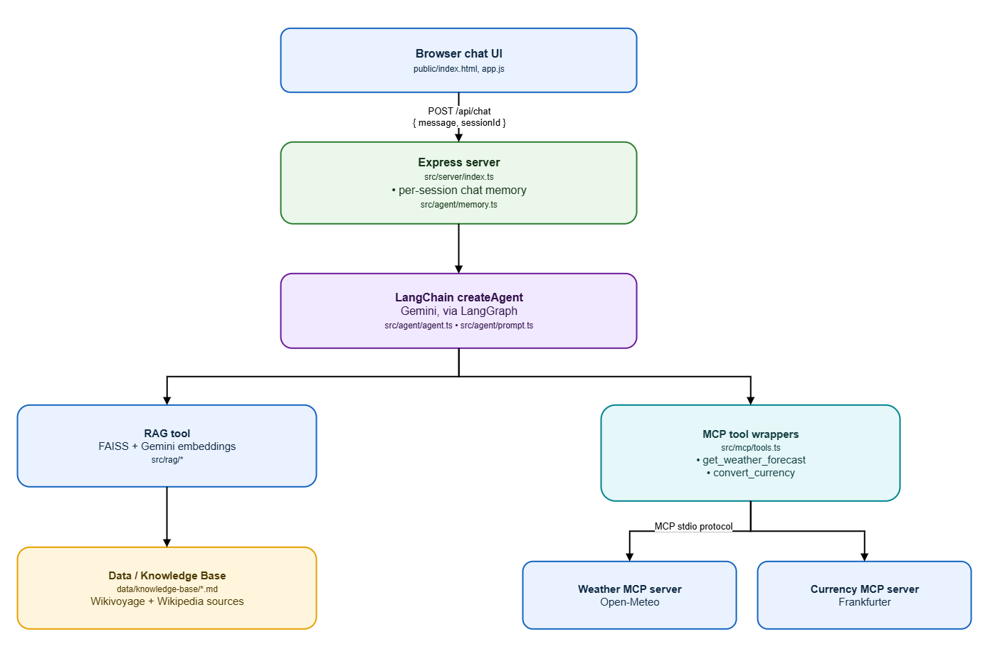 Browser chat UI
public/index.html, app.js
POST /api/chat
{ message, sessionId }
Express server
src/server/index.ts
• per-session chat memory
src/agent/memory.ts
LangChain createAgent
Gemini, via LangGraph
src/agent/agent.ts • src/agent/prompt.ts
RAG tool
FAISS + Gemini embeddings
src/rag/*
MCP tool wrappers
src/mcp/tools.ts
• get_weather_forecast
• convert_currency
MCP stdio protocol
Data / Knowledge Base
data/knowledge-base/*.md
Wikivoyage + Wikipedia sources
Weather MCP server
Open-Meteo
Currency MCP server
Frankfurter